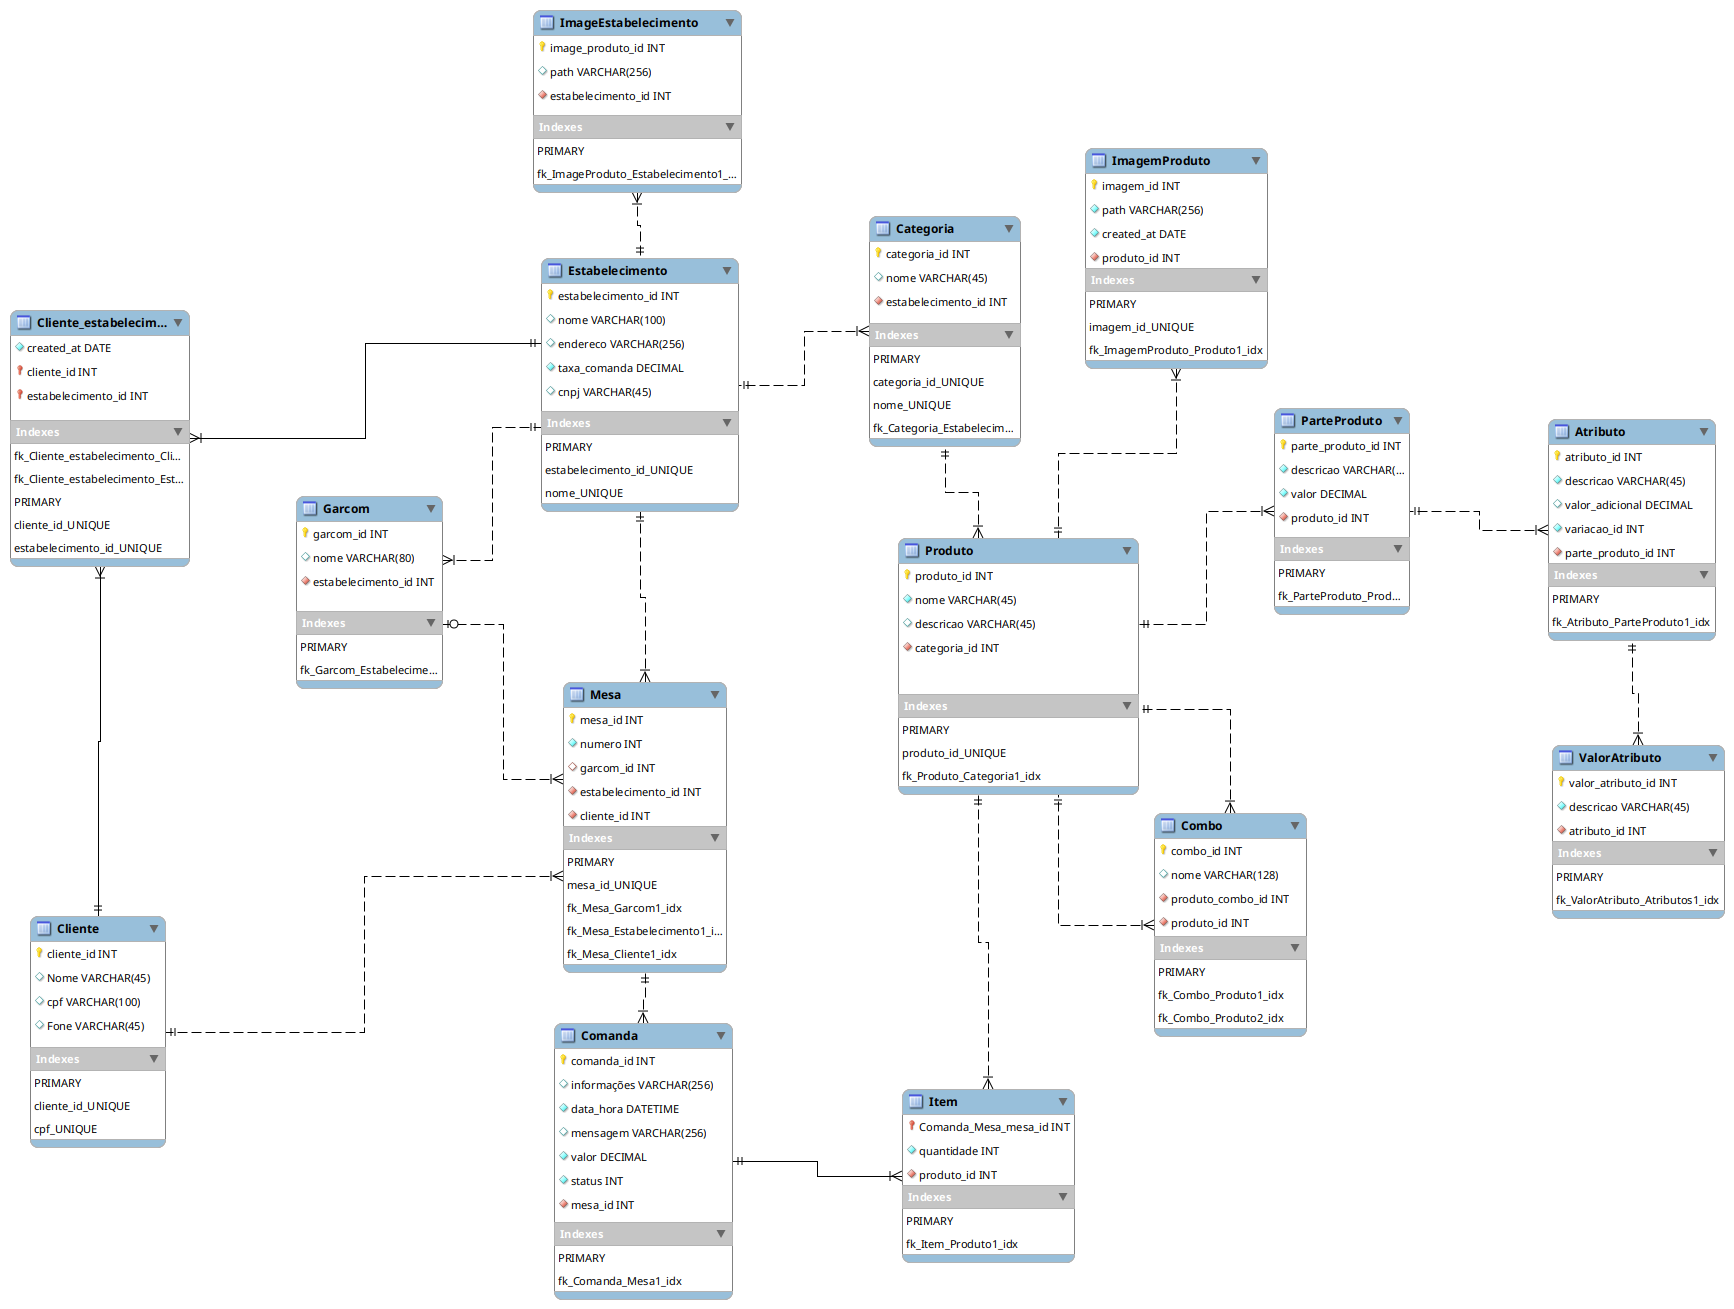 ImageEstabelecimento
image_produto_id INT
path VARCHAR(256)
estabelecimento_id INT
Indexes
PRIMARY
fk_ImageProduto_Estabelecimento1_...
ImagemProduto
imagem_id INT
path VARCHAR(256)
created_at DATE
produto_id INT
Indexes
PRIMARY
imagem_id_UNIQUE
fk_ImagemProduto_Produto1_idx
Categoria
categoria_id INT
nome VARCHAR(45)
estabelecimento_id INT
Indexes
PRIMARY
categoria_id_UNIQUE
nome_UNIQUE
fk_Categoria_Estabelecim...
Estabelecimento
estabelecimento_id INT
nome VARCHAR(100)
endereco VARCHAR(256)
taxa_comanda DECIMAL
cnpj VARCHAR(45)
Indexes
PRIMARY
estabelecimento_id_UNIQUE
nome_UNIQUE
Cliente_estabelecim...
created_at DATE
cliente_id INT
estabelecimento_id INT
Indexes
fk_Cliente_estabelecimento_Cli...
fk_Cliente_estabelecimento_Est...
PRIMARY
cliente_id_UNIQUE
estabelecimento_id_UNIQUE
ParteProduto
parte_produto_id INT
descricao VARCHAR(...
valor DECIMAL
produto_id INT
Indexes
PRIMARY
fk_ParteProduto_Prod...
Atributo
atributo_id INT
descricao VARCHAR(45)
valor_adicional DECIMAL
variacao_id INT
parte_produto_id INT
Indexes
PRIMARY
fk_Atributo_ParteProduto1_idx
Garcom
garcom_id INT
nome VARCHAR(80)
estabelecimento_id INT
Indexes
PRIMARY
fk_Garcom_Estabelecime...
Produto
produto_id INT
nome VARCHAR(45)
descricao VARCHAR(45)
categoria_id INT
Indexes
PRIMARY
produto_id_UNIQUE
fk_Produto_Categoria1_idx
Mesa
mesa_id INT
numero INT
garcom_id INT
estabelecimento_id INT
cliente_id INT
Indexes
PRIMARY
mesa_id_UNIQUE
fk_Mesa_Garcom1_idx
fk_Mesa_Estabelecimento1_i...
fk_Mesa_Cliente1_idx
ValorAtributo
valor_atributo_id INT
descricao VARCHAR(45)
atributo_id INT
Indexes
PRIMARY
fk_ValorAtributo_Atributos1_idx
Combo
combo_id INT
nome VARCHAR(128)
produto_combo_id INT
produto_id INT
Indexes
PRIMARY
fk_Combo_Produto1_idx
fk_Combo_Produto2_idx
Cliente
cliente_id INT
Nome VARCHAR(45)
cpf VARCHAR(100)
Fone VARCHAR(45)
Indexes
PRIMARY
cliente_id_UNIQUE
cpf_UNIQUE
Comanda
comanda_id INT
informações VARCHAR(256)
data_hora DATETIME
mensagem VARCHAR(256)
valor DECIMAL
status INT
mesa_id INT
Indexes
PRIMARY
fk_Comanda_Mesa1_idx
Item
Comanda_Mesa_mesa_id INT
quantidade INT
produto_id INT
Indexes
PRIMARY
fk_Item_Produto1_idx